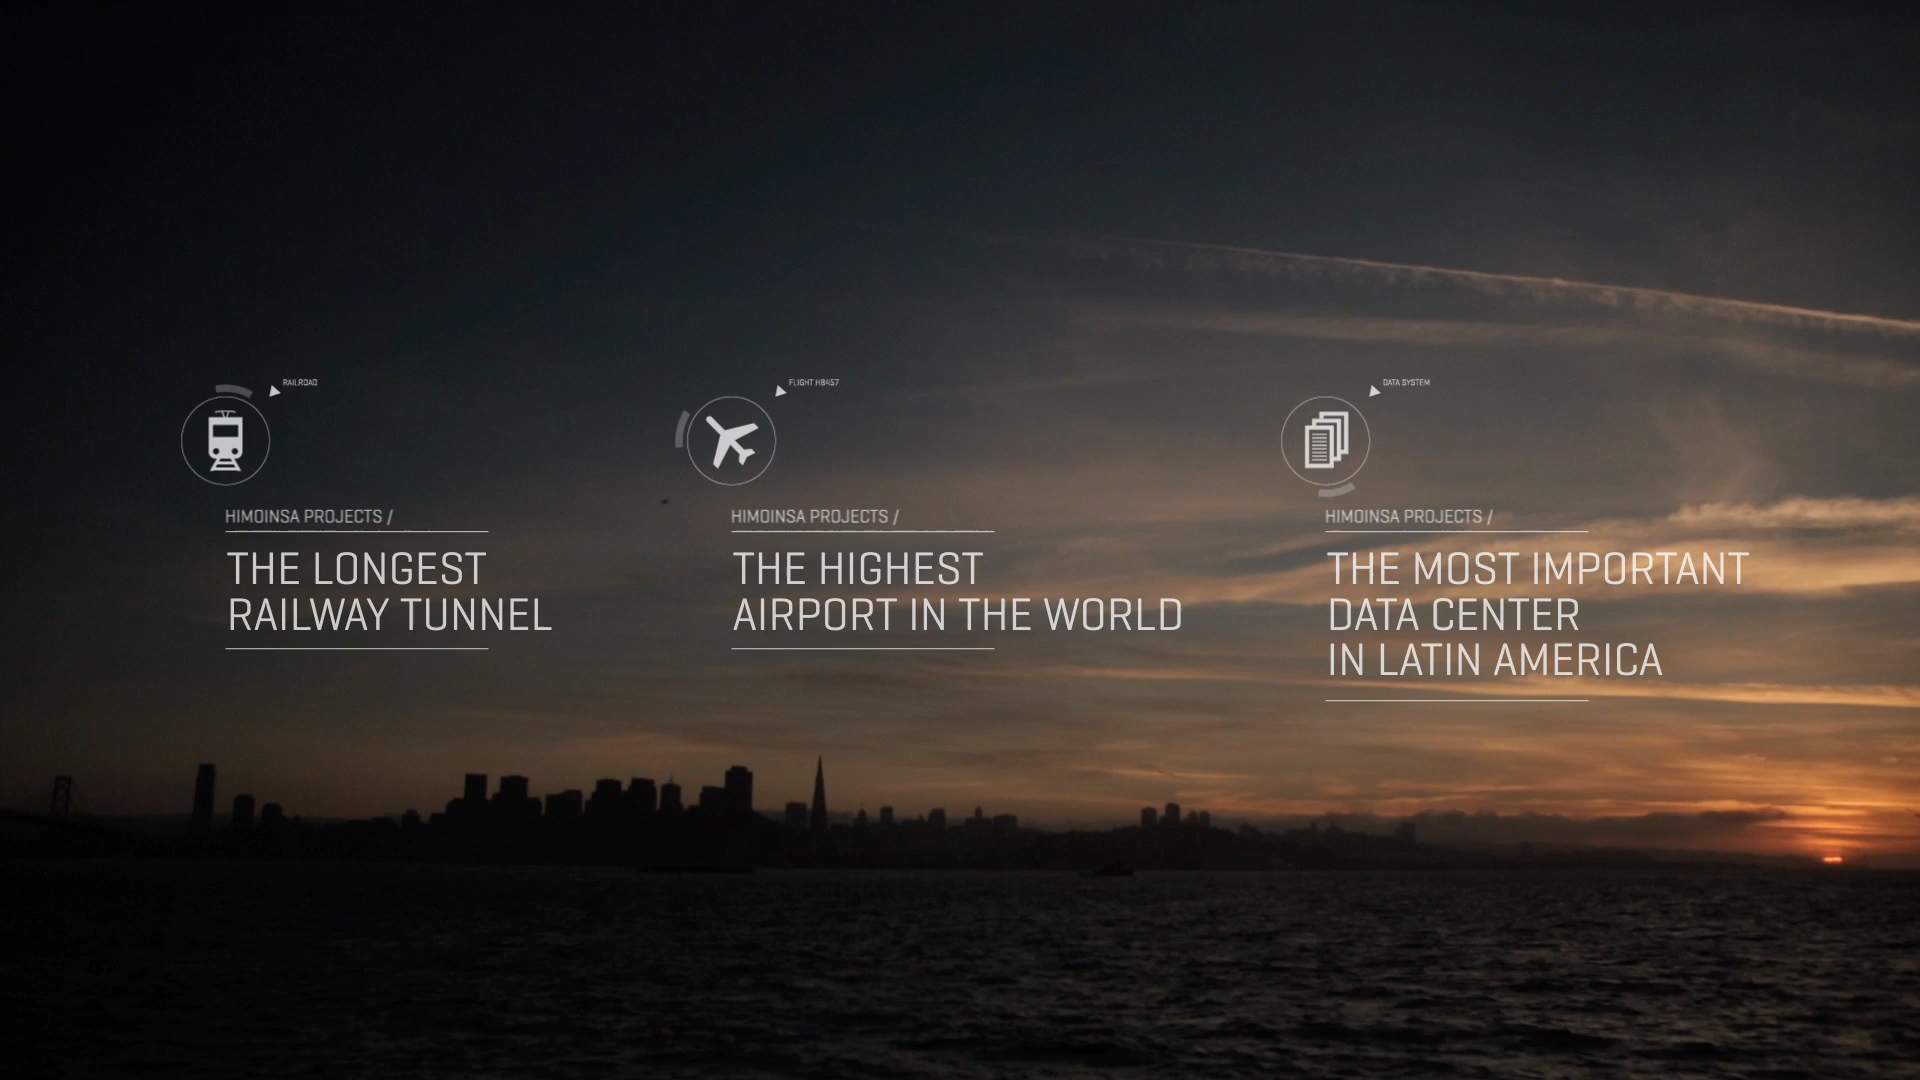 RAILROAD
HIMOINSA PROJECTS /
THE LONGEST
RAILWAY TUNNEL
FLIGHT HB457
HIMOINSA PROJECTS /
THE HIGHEST
AIRPORT IN THE WORLD
DATA SYSTEM
HIMOINSA PROJECTS /
THE MOST IMPORTANT
DATA CENTER
IN LATIN AMERICA